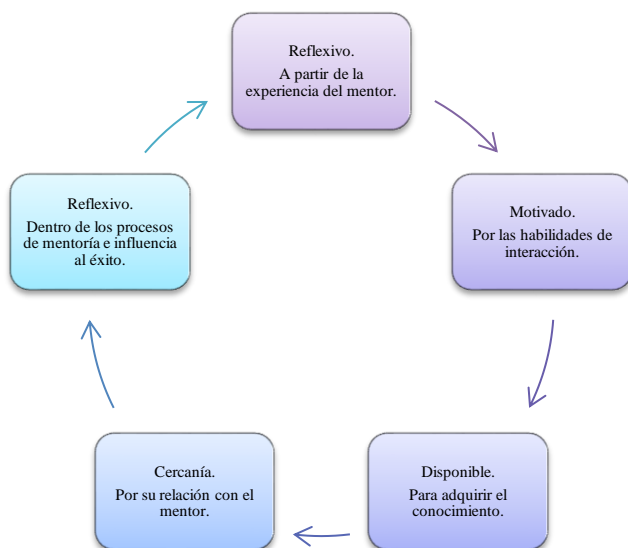 Reflexivo.
A partir de la
experiencia del mentor.
Motivado.
Por las habilidades de
interacción.
Disponible.
Para adquirir el
conocimiento.
Cercanía.
Por su relación con el
mentor.
Reflexivo.
Dentro de los procesos
de mentoría e influencia
al éxito.